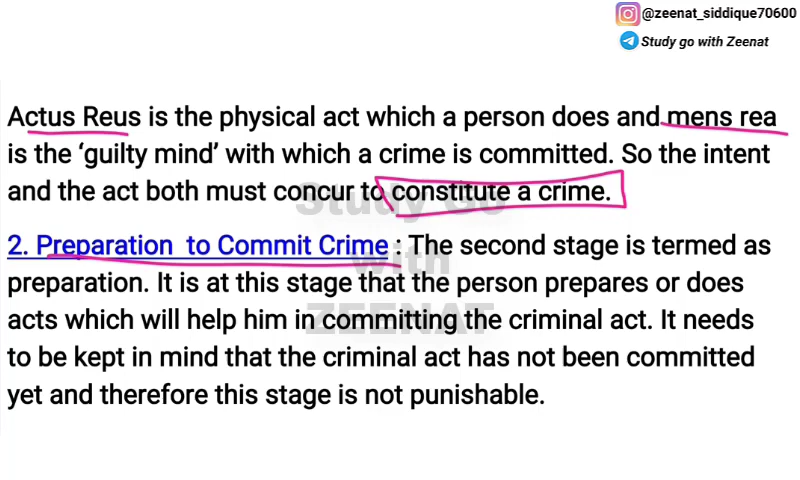 @zeenat_siddique70600
Study go with Zeenat
Actus Reus is the physical act which a person does and mens rea
is the ‘guilty mind’ with which a crime is committed. So the intent
and the act both must concur to constitute a crime.
2. Preparation  to Commit Crime : The second stage is termed as
preparation. It is at this stage that the person prepares or does
acts which will help him in committing the criminal act. It needs
to be kept in mind that the criminal act has not been committed
yet and therefore this stage is not punishable.
Study Go
With
ZEENAT